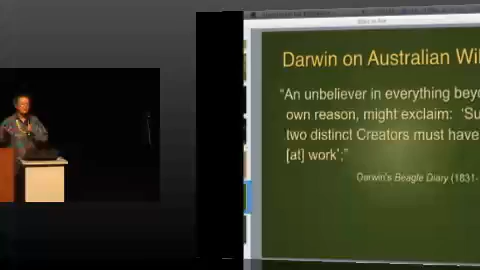 Darwin on Australian Wil
"An unbeliever in everything beyo
own reason, might exclaim: 'Su
two distinct Creators must have
[at] work';"
Darwin's Beagle Diary (1831-